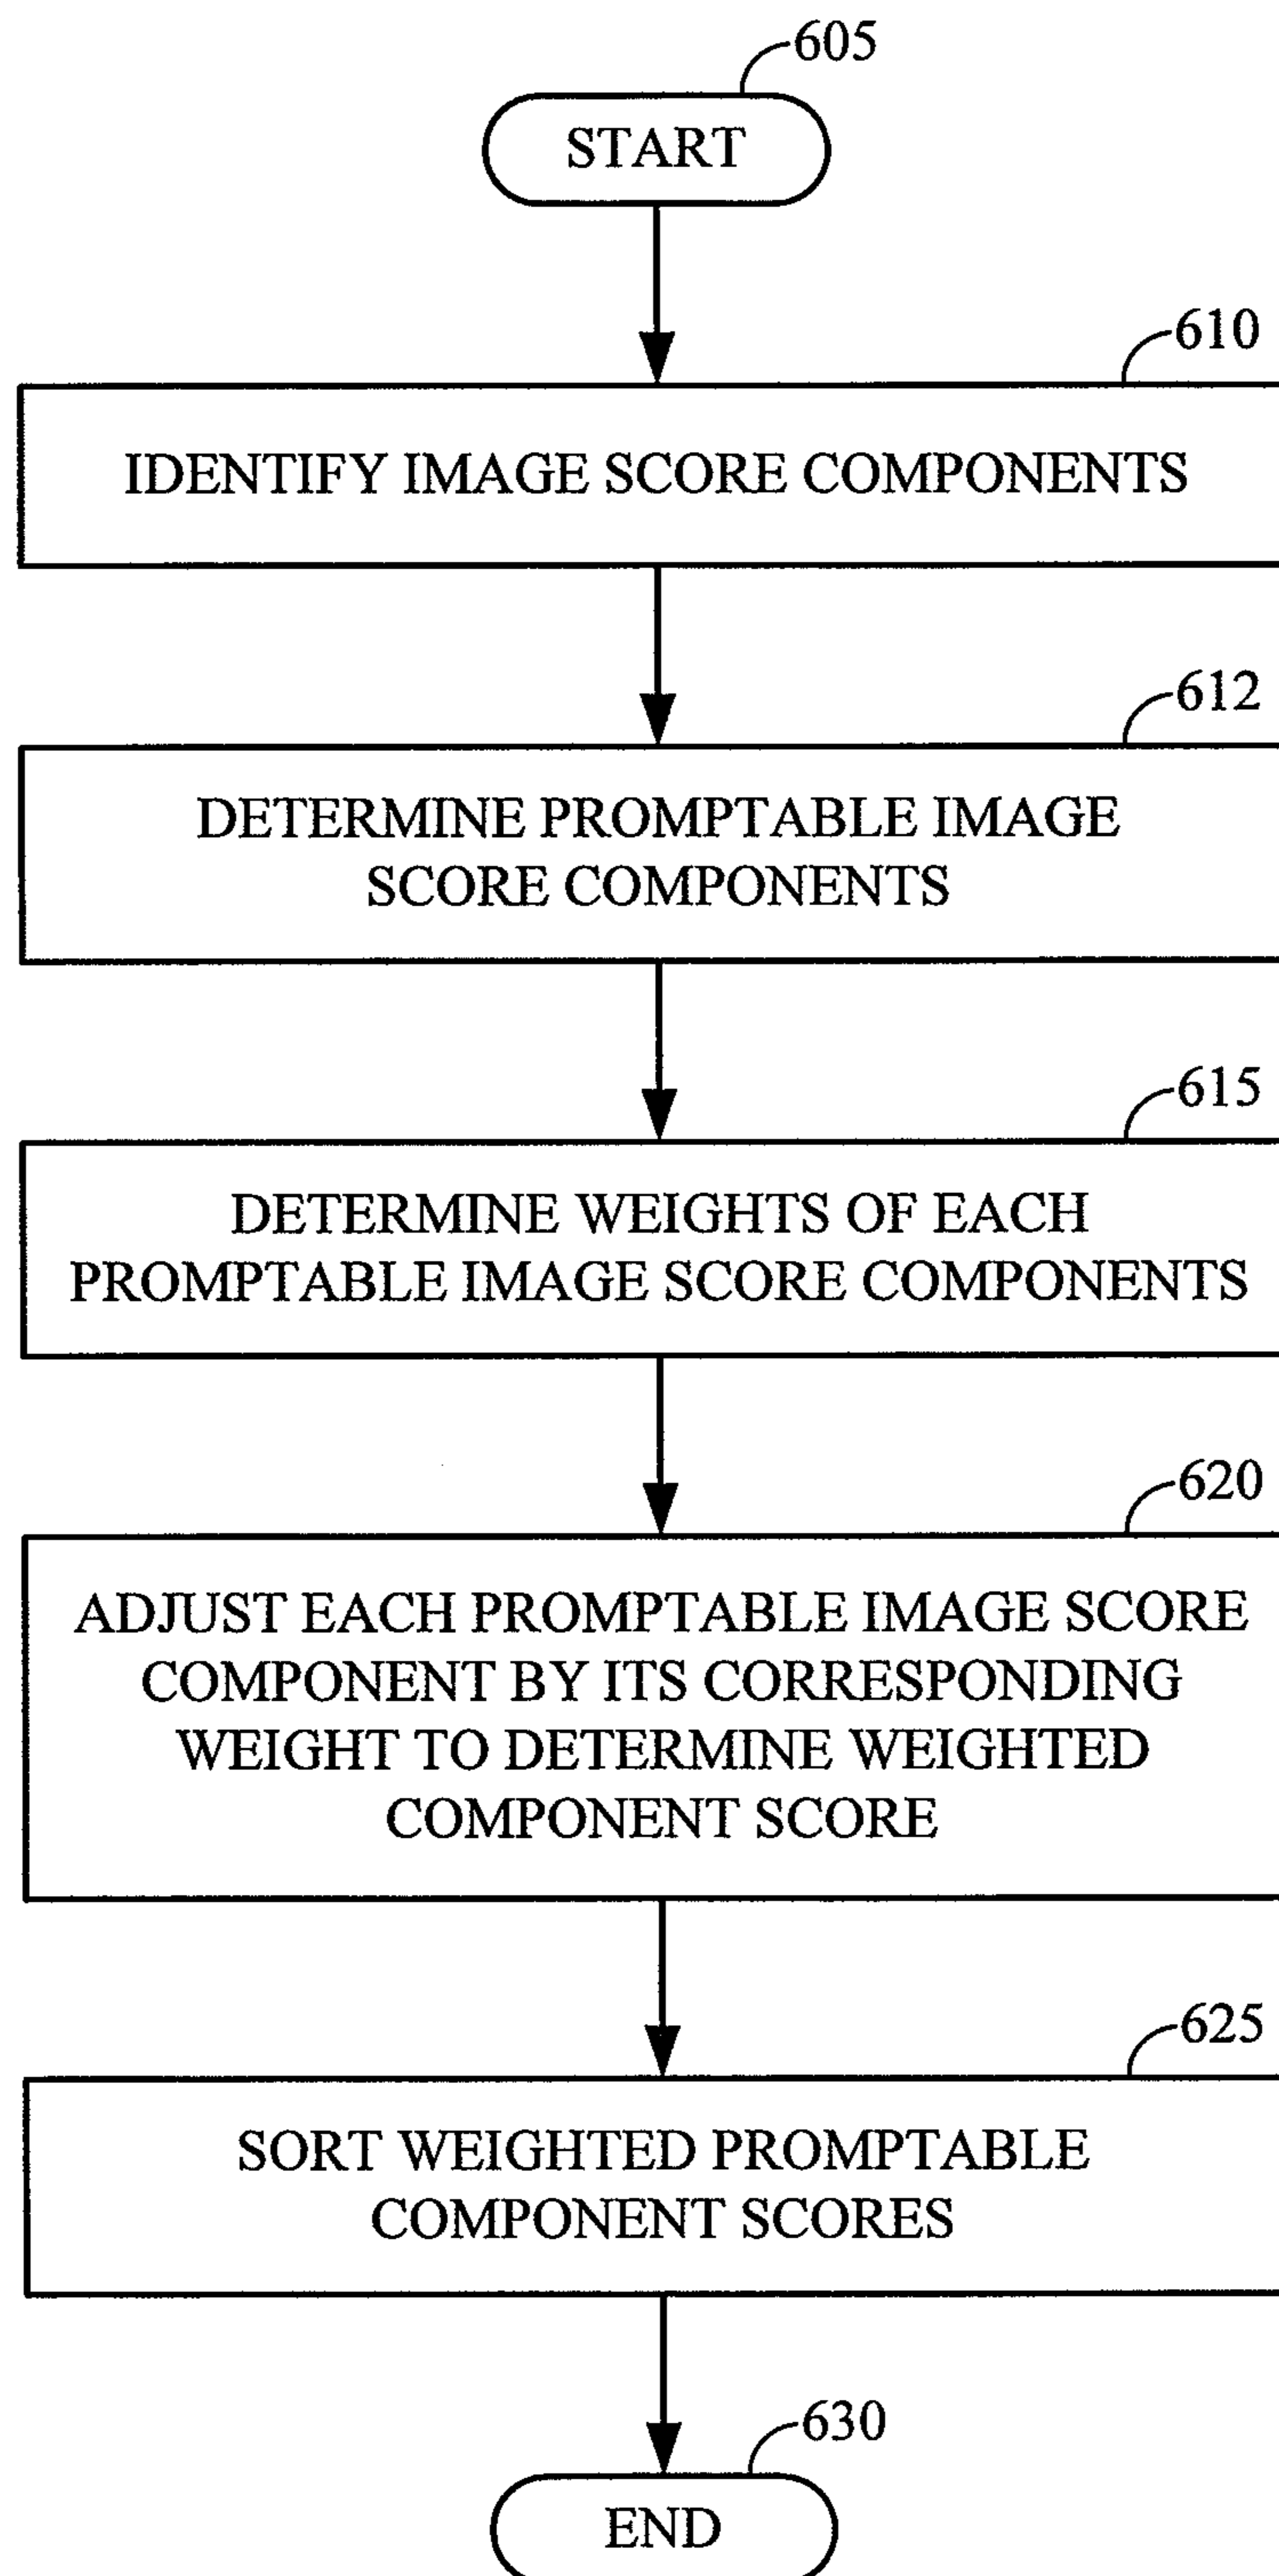 605
START
610
IDENTIFY IMAGE SCORE COMPONENTS
612
DETERMINE PROMPTABLE IMAGE
SCORE COMPONENTS
615
DETERMINE WEIGHTS OF EACH
PROMPTABLE IMAGE SCORE COMPONENTS
620
ADJUST EACH PROMPTABLE IMAGE SCORE
COMPONENT BY ITS CORRESPONDING
WEIGHT TO DETERMINE WEIGHTED
COMPONENT SCORE
625
SORT WEIGHTED PROMPTABLE
COMPONENT SCORES
630
END